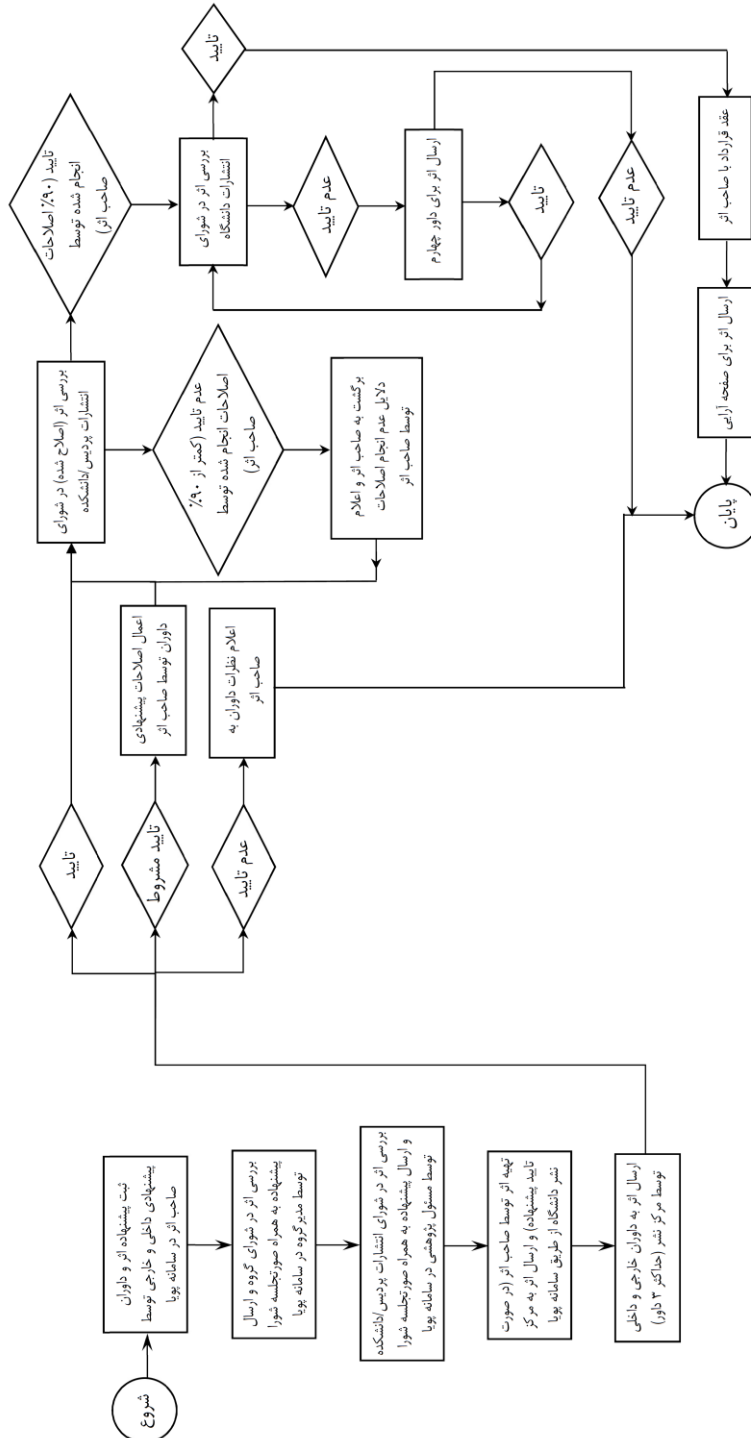 شروع
ثبت پیشنهاده اثر و داوران
پیشنهادی داخلی و خارجی توسط
صاحب اثر در سامانه پویا
بررسی اثر در شورای گروه و ارسال
پیشنهاده به همراه صورتجلسه شورا
توسط مدیرگروه در سامانه پویا
بررسی اثر در شورای انتشارات پردیس/دانشکده
و ارسال پیشنهاده به همراه صورتجلسه شورا
توسط مسئول پژوهشی در سامانه پویا
تهیه اثر توسط صاحب اثر (در صورت
تایید پیشنهاده) و ارسال اثر به مرکز
نشر دانشگاه از طریق سامانه پویا
ارسال اثر به داوران خارجی و داخلی
توسط مرکز نشر (حداکثر ۳ داور)
تایید
تایید مشروط
عدم تایید
اعمال اصلاحات پیشنهادی
داوران توسط صاحب اثر
اعلام نظرات داوران به
صاحب اثر
بررسی اثر (اصلاح شده) در شورای
انتشارات پردیس/دانشکده
عدم تایید (کمتر از ۹۰٪
اصلاحات انجام شده توسط
صاحب اثر)
برگشت به صاحب اثر و اعلام
دلایل عدم انجام اصلاحات
توسط صاحب اثر
تایید (۹۰٪ اصلاحات
انجام شده توسط
صاحب اثر)
بررسی اثر در شورای
انتشارات دانشگاه
تایید
عدم تایید
ارسال اثر برای داور چهارم
تایید
عدم تایید
عقد قرارداد با صاحب اثر
ارسال اثر برای صفحه آرایی
پایان